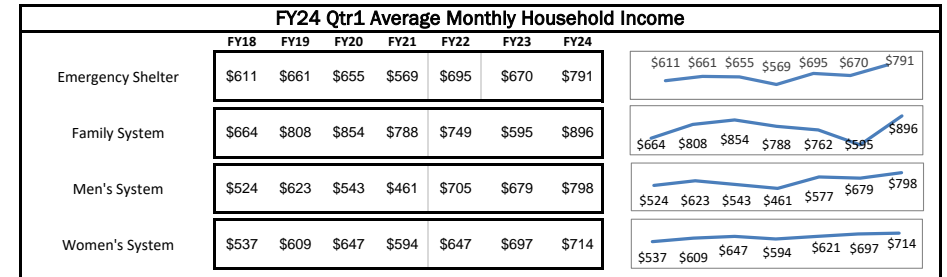 FY24 Qtr1 Average Monthly Household Income
FY18 FY19 FY20 FY21 FY22 FY23 FY24
Emergency Shelter $611 $661 $655 $569 $695 $670 $791 $611 $661 $655 $569 $695 $670 $791
Family System $664 $808 $854 $788 $749 $595 $896 $664 $808 $854 $788 $762 $595 $896
Men's System $524 $623 $543 $461 $705 $679 $798 $524 $623 $543 $461 $577 $679 $798
Women's System $537 $609 $647 $594 $647 $697 $714 $537 $609 $647 $594 $621 $697 $714